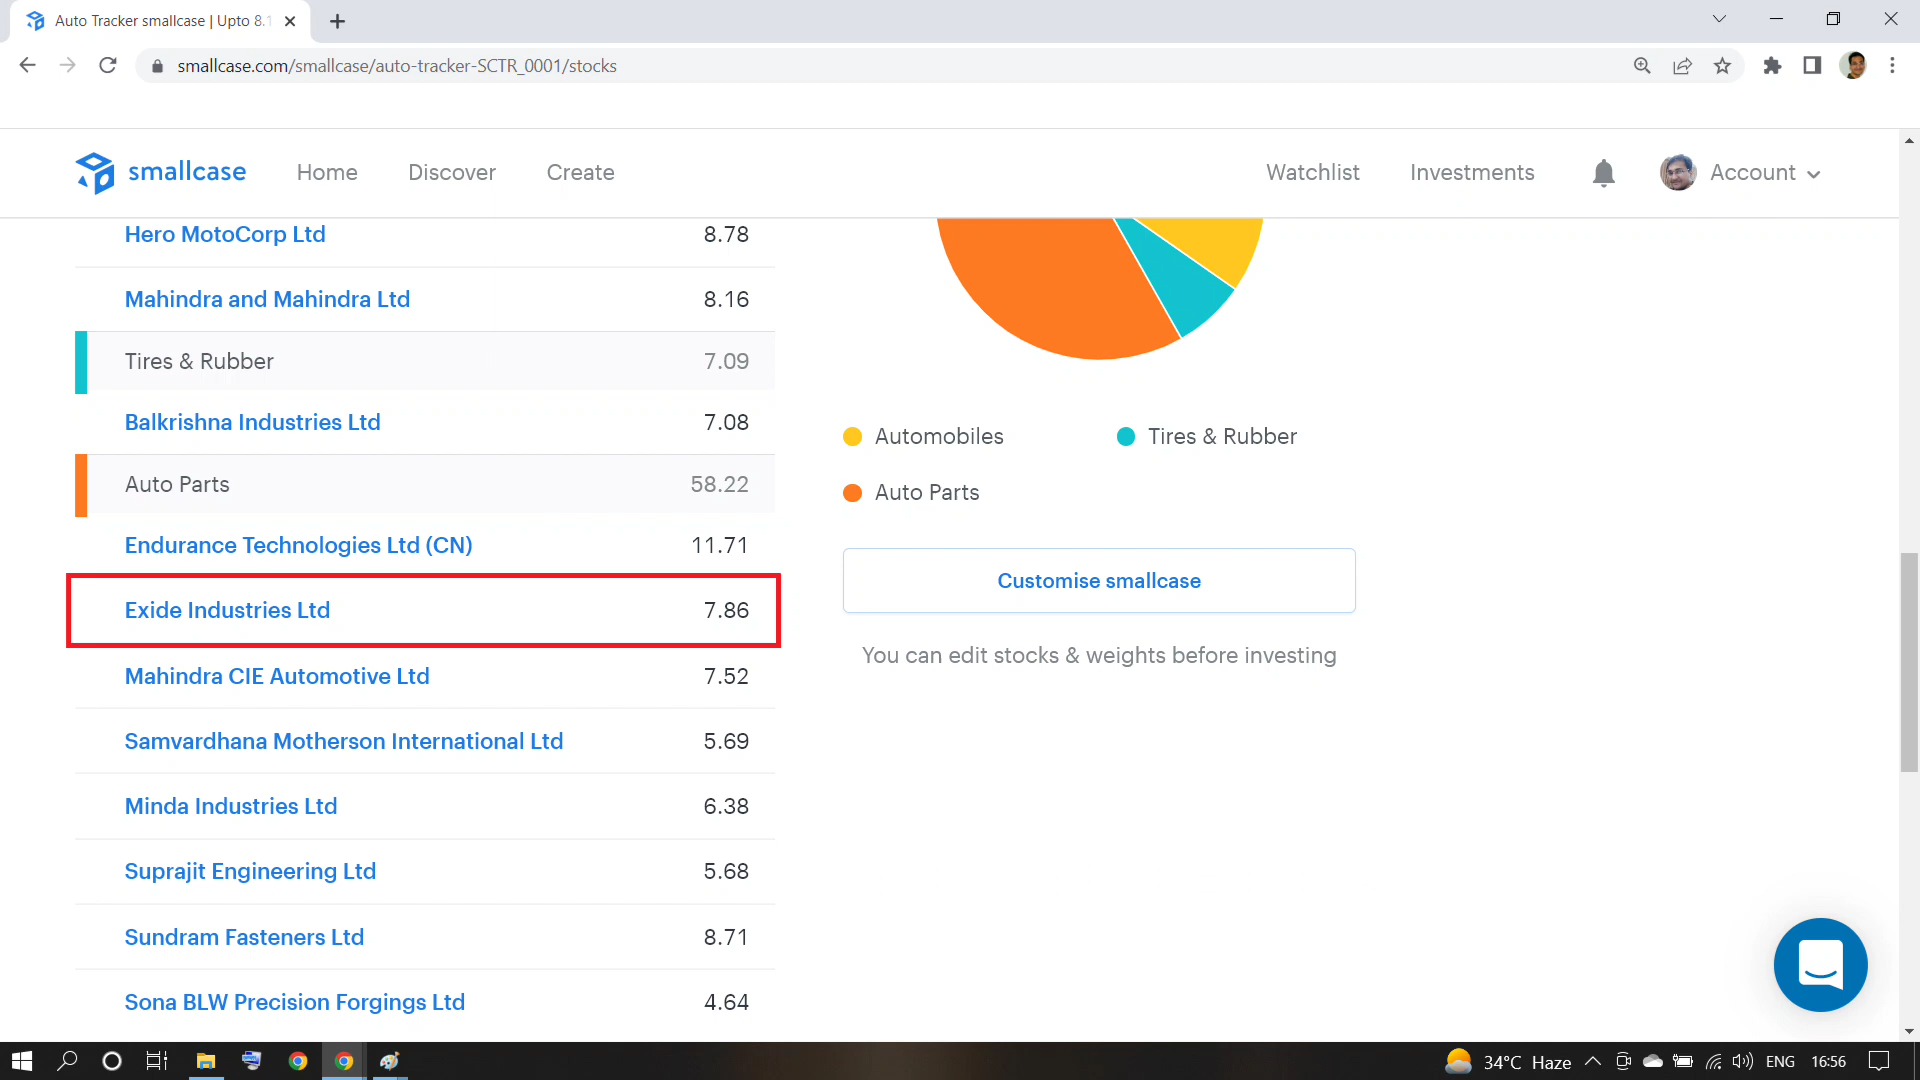 Auto Tracker smallcase | Upto 8.1
smallcase.com/smallcase/auto-tracker-SCTR_0001/stocks
smallcase Home Discover Create Watchlist Investments Account
Hero MotoCorp Ltd 8.78
Mahindra and Mahindra Ltd 8.16
Tires & Rubber 7.09
Balkrishna Industries Ltd 7.08
Auto Parts 58.22
Endurance Technologies Ltd (CN) 11.71
Exide Industries Ltd 7.86
Mahindra CIE Automotive Ltd 7.52
Samvardhana Motherson International Ltd 5.69
Minda Industries Ltd 6.38
Suprajit Engineering Ltd 5.68
Sundram Fasteners Ltd 8.71
Sona BLW Precision Forgings Ltd 4.64
Automobiles Tires & Rubber
Auto Parts
Customise smallcase
You can edit stocks & weights before investing
34°C Haze ENG 16:56